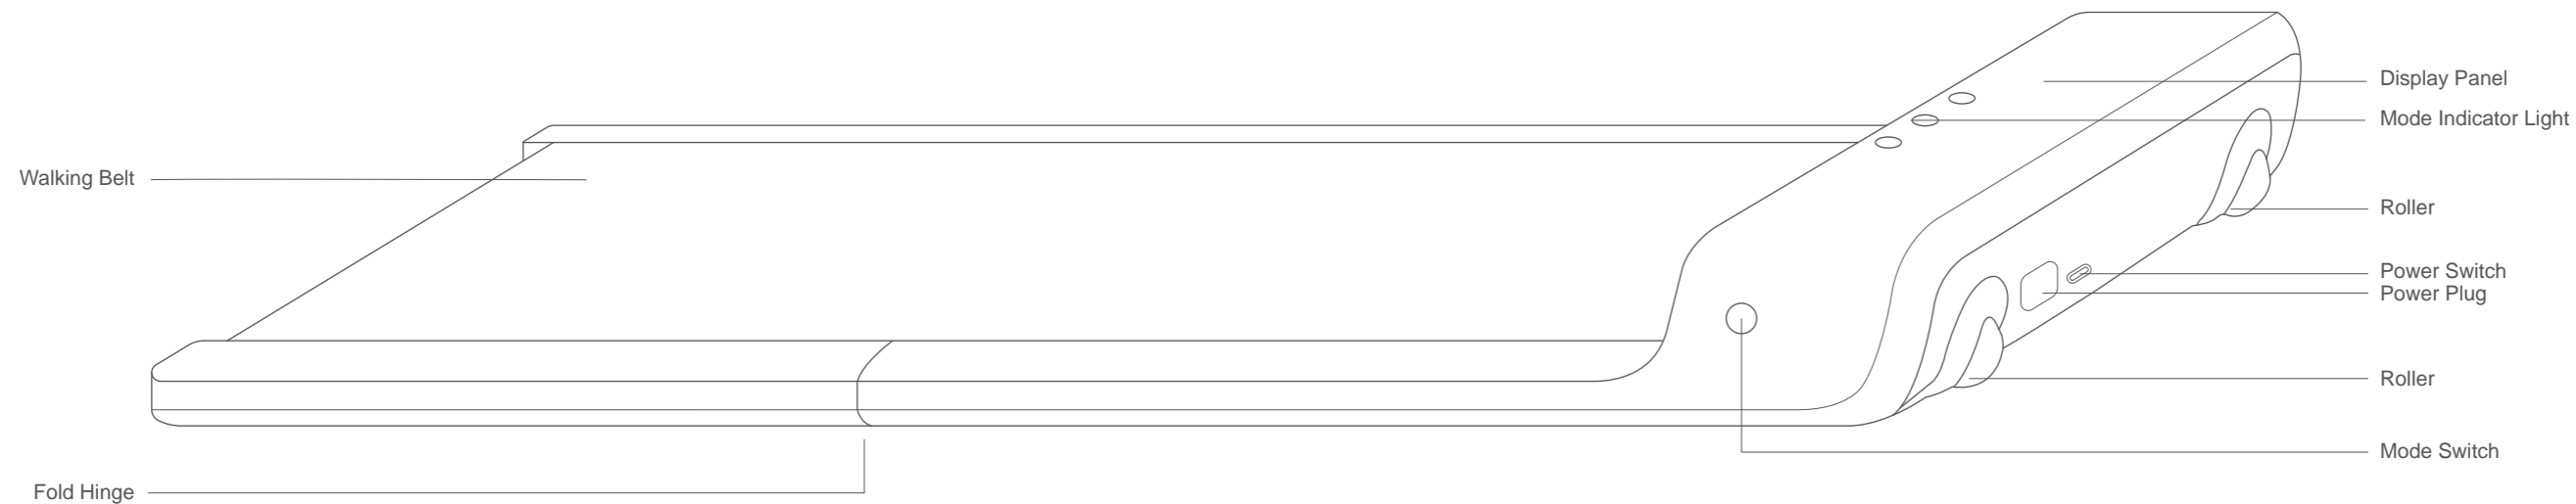 Display Panel
Mode Indicator Light
Walking Belt
Roller
Power Switch
Power Plug
Roller
Mode Switch
Fold Hinge